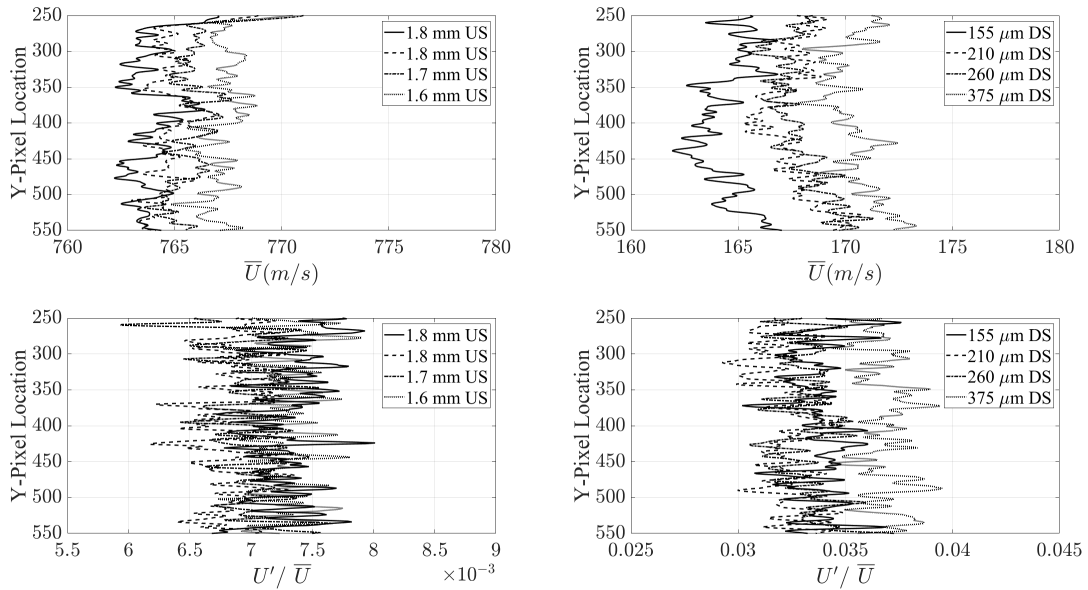 250
300
350
400
450
500
550
Y-Pixel Location
760 765 770 775 780
U̅(m/s)
1.8 mm US
1.8 mm US
1.7 mm US
1.6 mm US
250
300
350
400
450
500
550
Y-Pixel Location
160 165 170 175 180
U̅(m/s)
155 μm DS
210 μm DS
260 μm DS
375 μm DS
250
300
350
400
450
500
550
Y-Pixel Location
5.5 6 6.5 7 7.5 8 8.5 9
×10⁻³
U′/ U̅
1.8 mm US
1.8 mm US
1.7 mm US
1.6 mm US
250
300
350
400
450
500
550
Y-Pixel Location
0.025 0.03 0.035 0.04 0.045
U′/ U̅
155 μm DS
210 μm DS
260 μm DS
375 μm DS